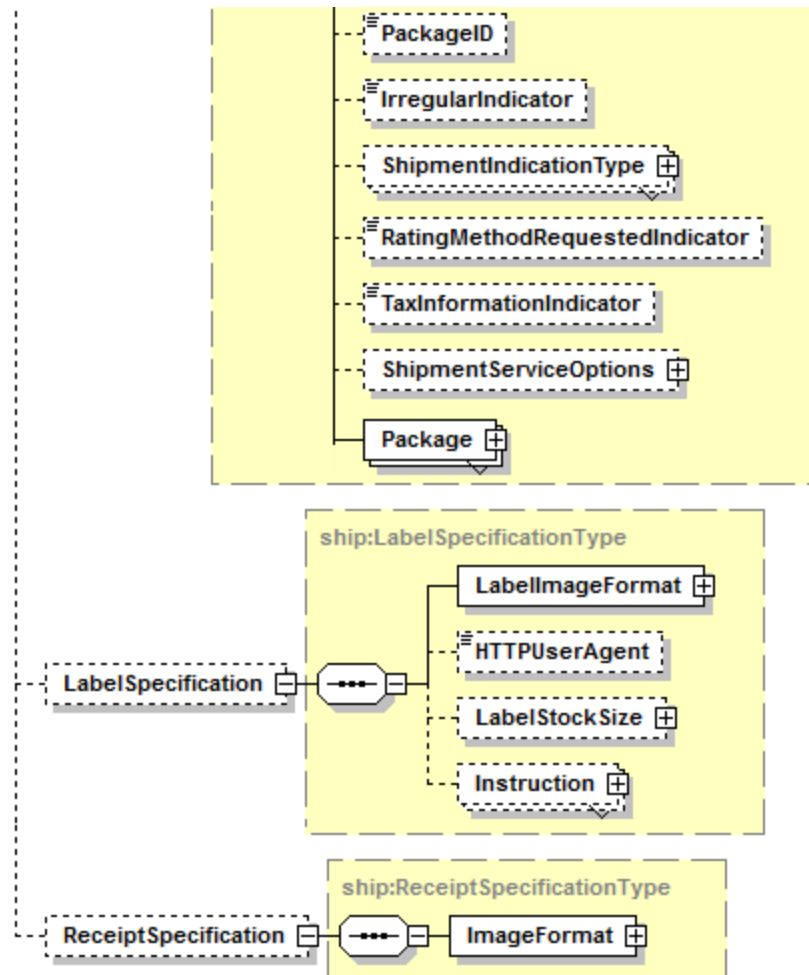 PackageID
IrregularIndicator
ShipmentIndicationType
RatingMethodRequestedIndicator
TaxInformationIndicator
ShipmentServiceOptions
Package
ship:LabelSpecificationType
LabelImageFormat
HTTPUserAgent
LabelSpecification
LabelStockSize
Instruction
ship:ReceiptSpecificationType
ReceiptSpecification
ImageFormat